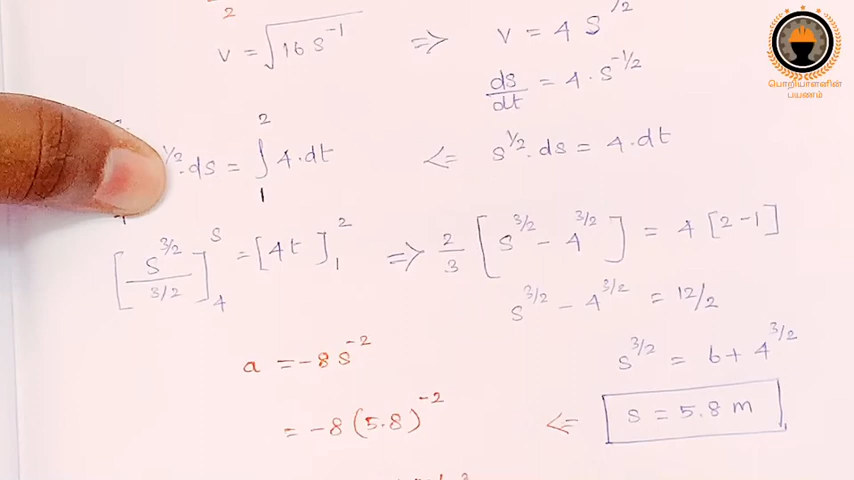 2
v = √16 s⁻¹ ⇒ v = 4 s^1/2
ds/dt = 4 · s^-1/2
^1/2 · ds = ∫₁² 4 · dt <= s^1/2 · ds = 4 · dt
[s^3/2 / 3/2]₄^s = [4t]₁² ⇒ 2/3 [s^3/2 − 4^3/2] = 4 [2 − 1]
s^3/2 − 4^3/2 = 12/2
a = −8 s⁻² s^3/2 = 6 + 4^3/2
= −8 (5.8)⁻² <= s = 5.8 m
பொறியாளனின்
பயணம்